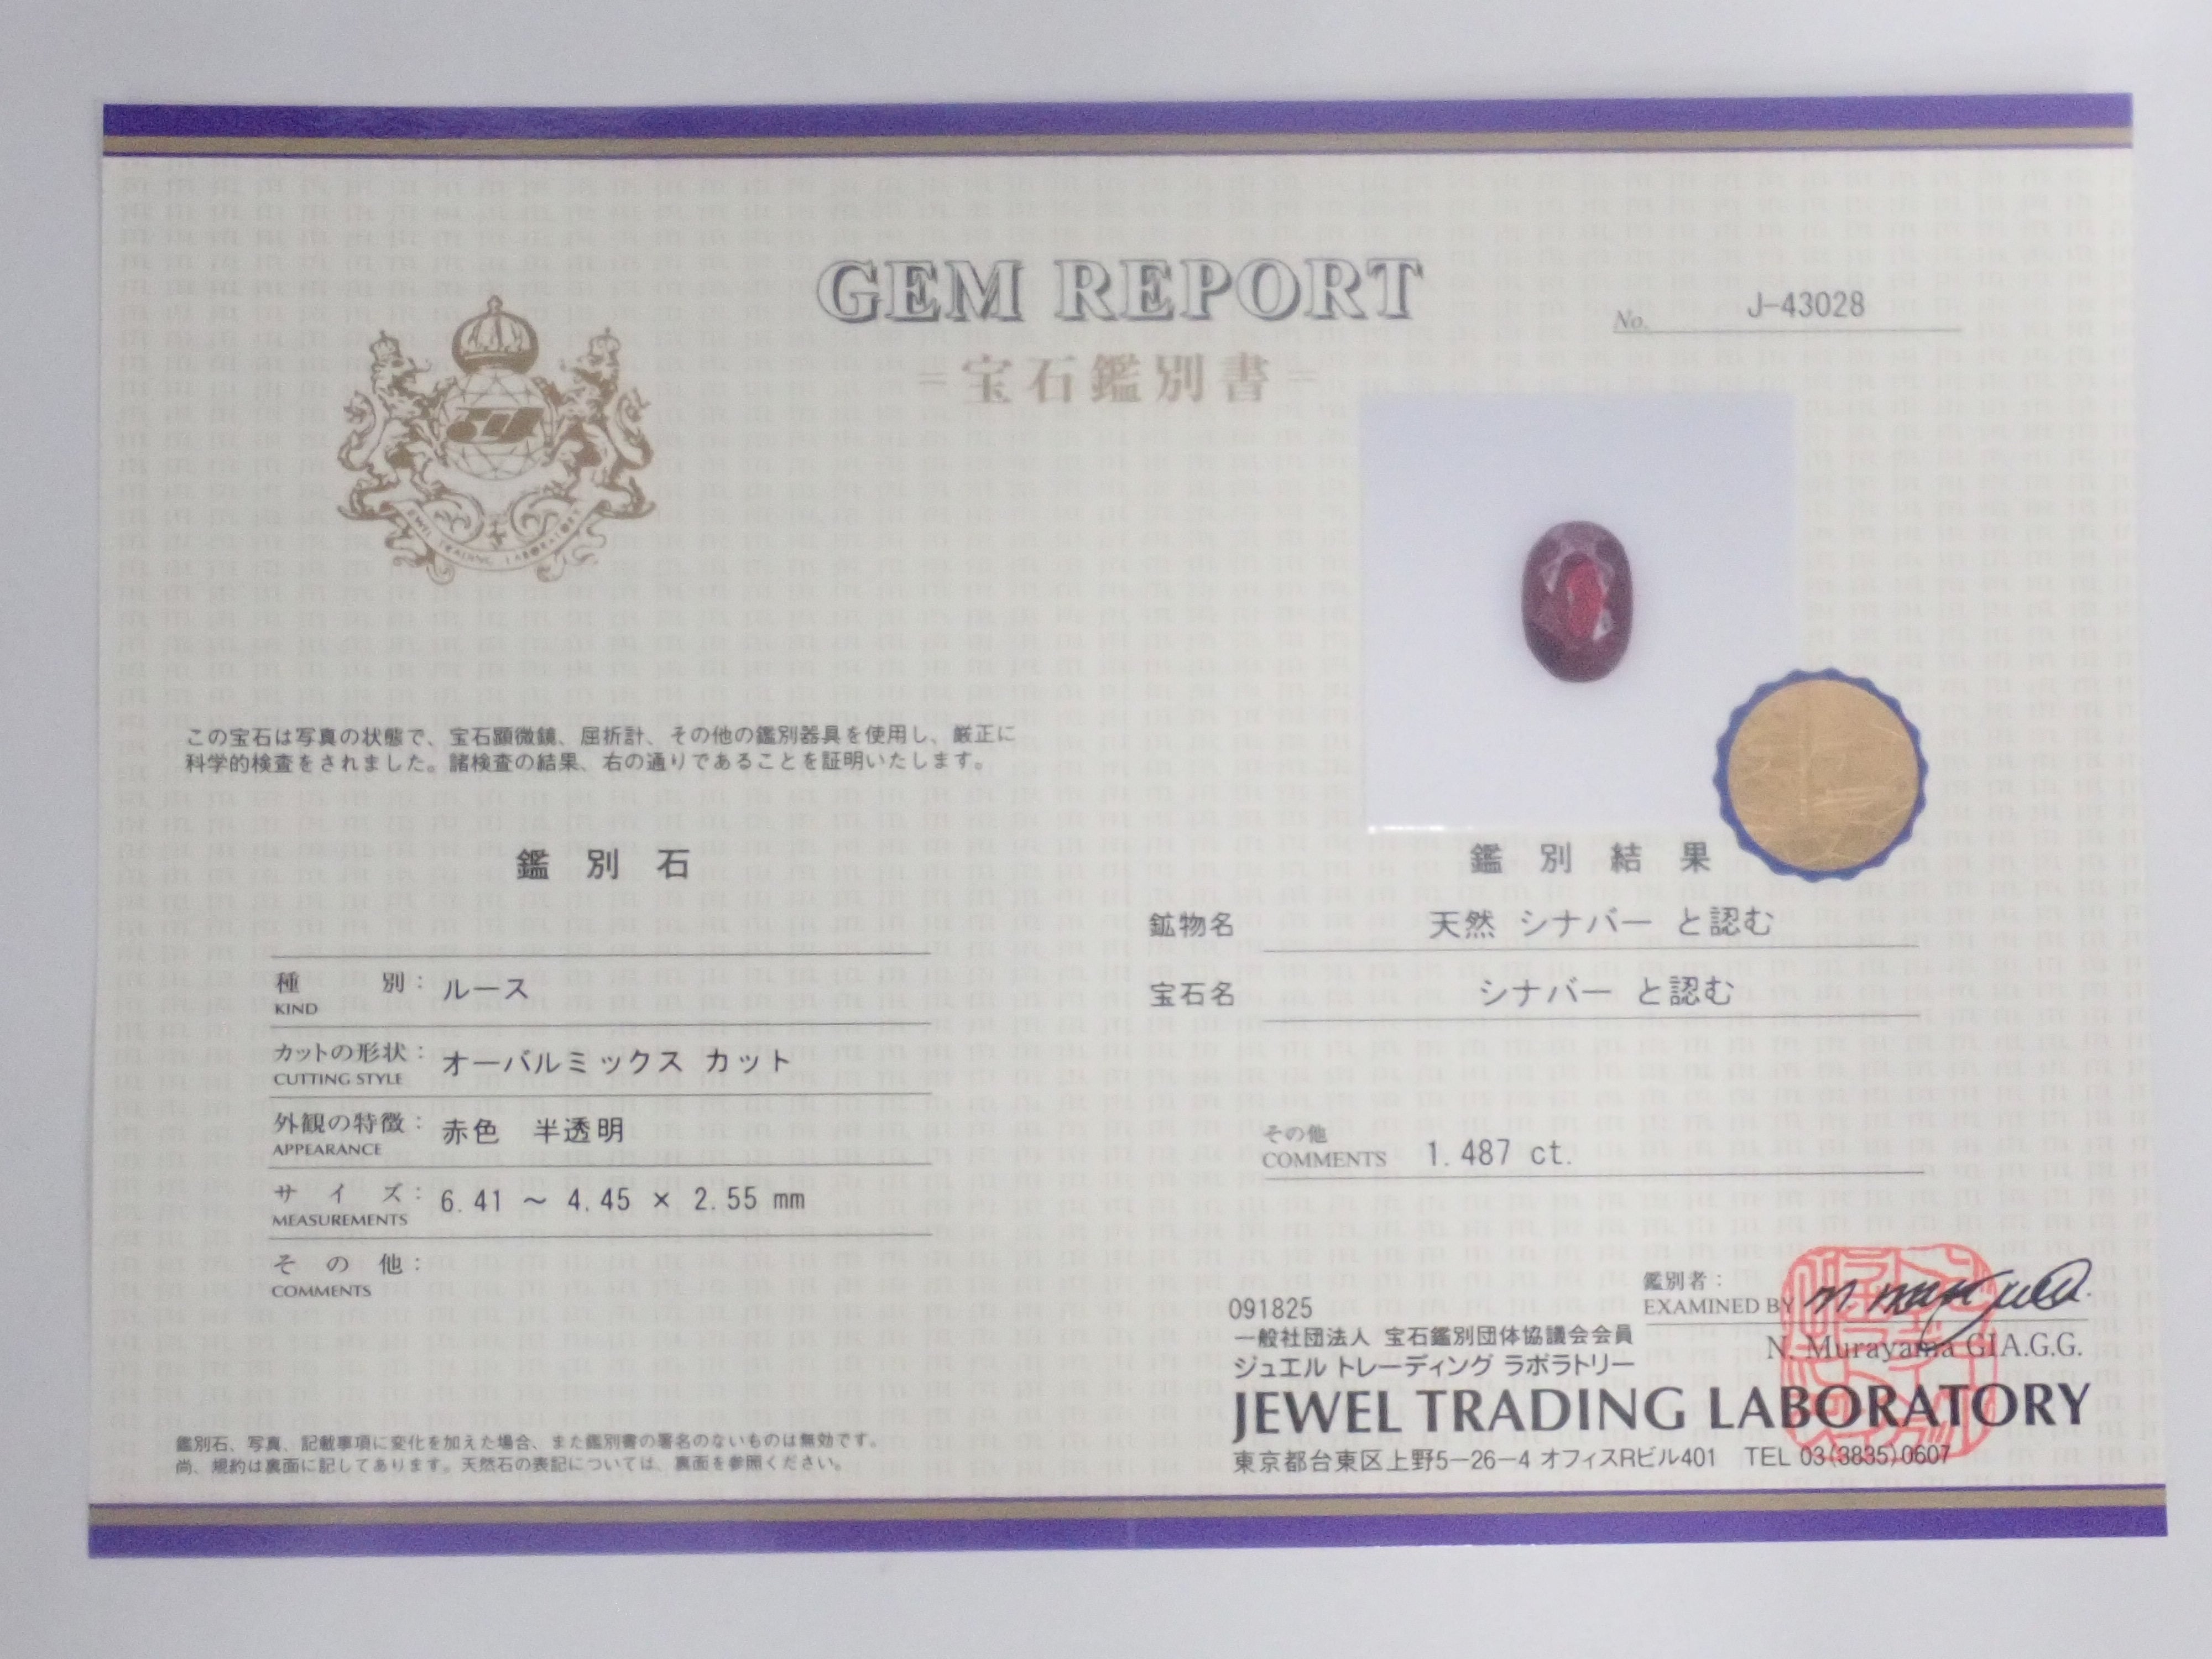 GEM REPORT
No. J-43028
=宝石鑑別書=
JEWEL TRADING LABORATORY
この宝石は写真の状態で、宝石顕微鏡、屈折計、その他の鑑別器具を使用し、厳正に
科学的検査をされました。諸検査の結果、右の通りであることを証明いたします。
鑑別石
種別: ルース
KIND
カットの形状: オーバルミックス カット
CUTTING STYLE
外観の特徴: 赤色 半透明
APPEARANCE
サイズ: 6.41 ～ 4.45 × 2.55 mm
MEASUREMENTS
その他:
COMMENTS
鑑別石、写真、記載事項に変化を加えた場合、また鑑別書の署名のないものは無効です。
尚、規約は裏面に記してあります。天然石の表記については、裏面を参照ください。
鑑別結果
鉱物名 天然 シナバー と認む
宝石名 シナバー と認む
その他
COMMENTS 1.487 ct.
鑑別者:
EXAMINED BY
N. Murayama GIA.G.G.
091825
一般社団法人 宝石鑑別団体協議会会員
ジュエル トレーディング ラボラトリー
JEWEL TRADING LABORATORY
東京都台東区上野5-26-4 オフィスRビル401 TEL 03(3835)0607